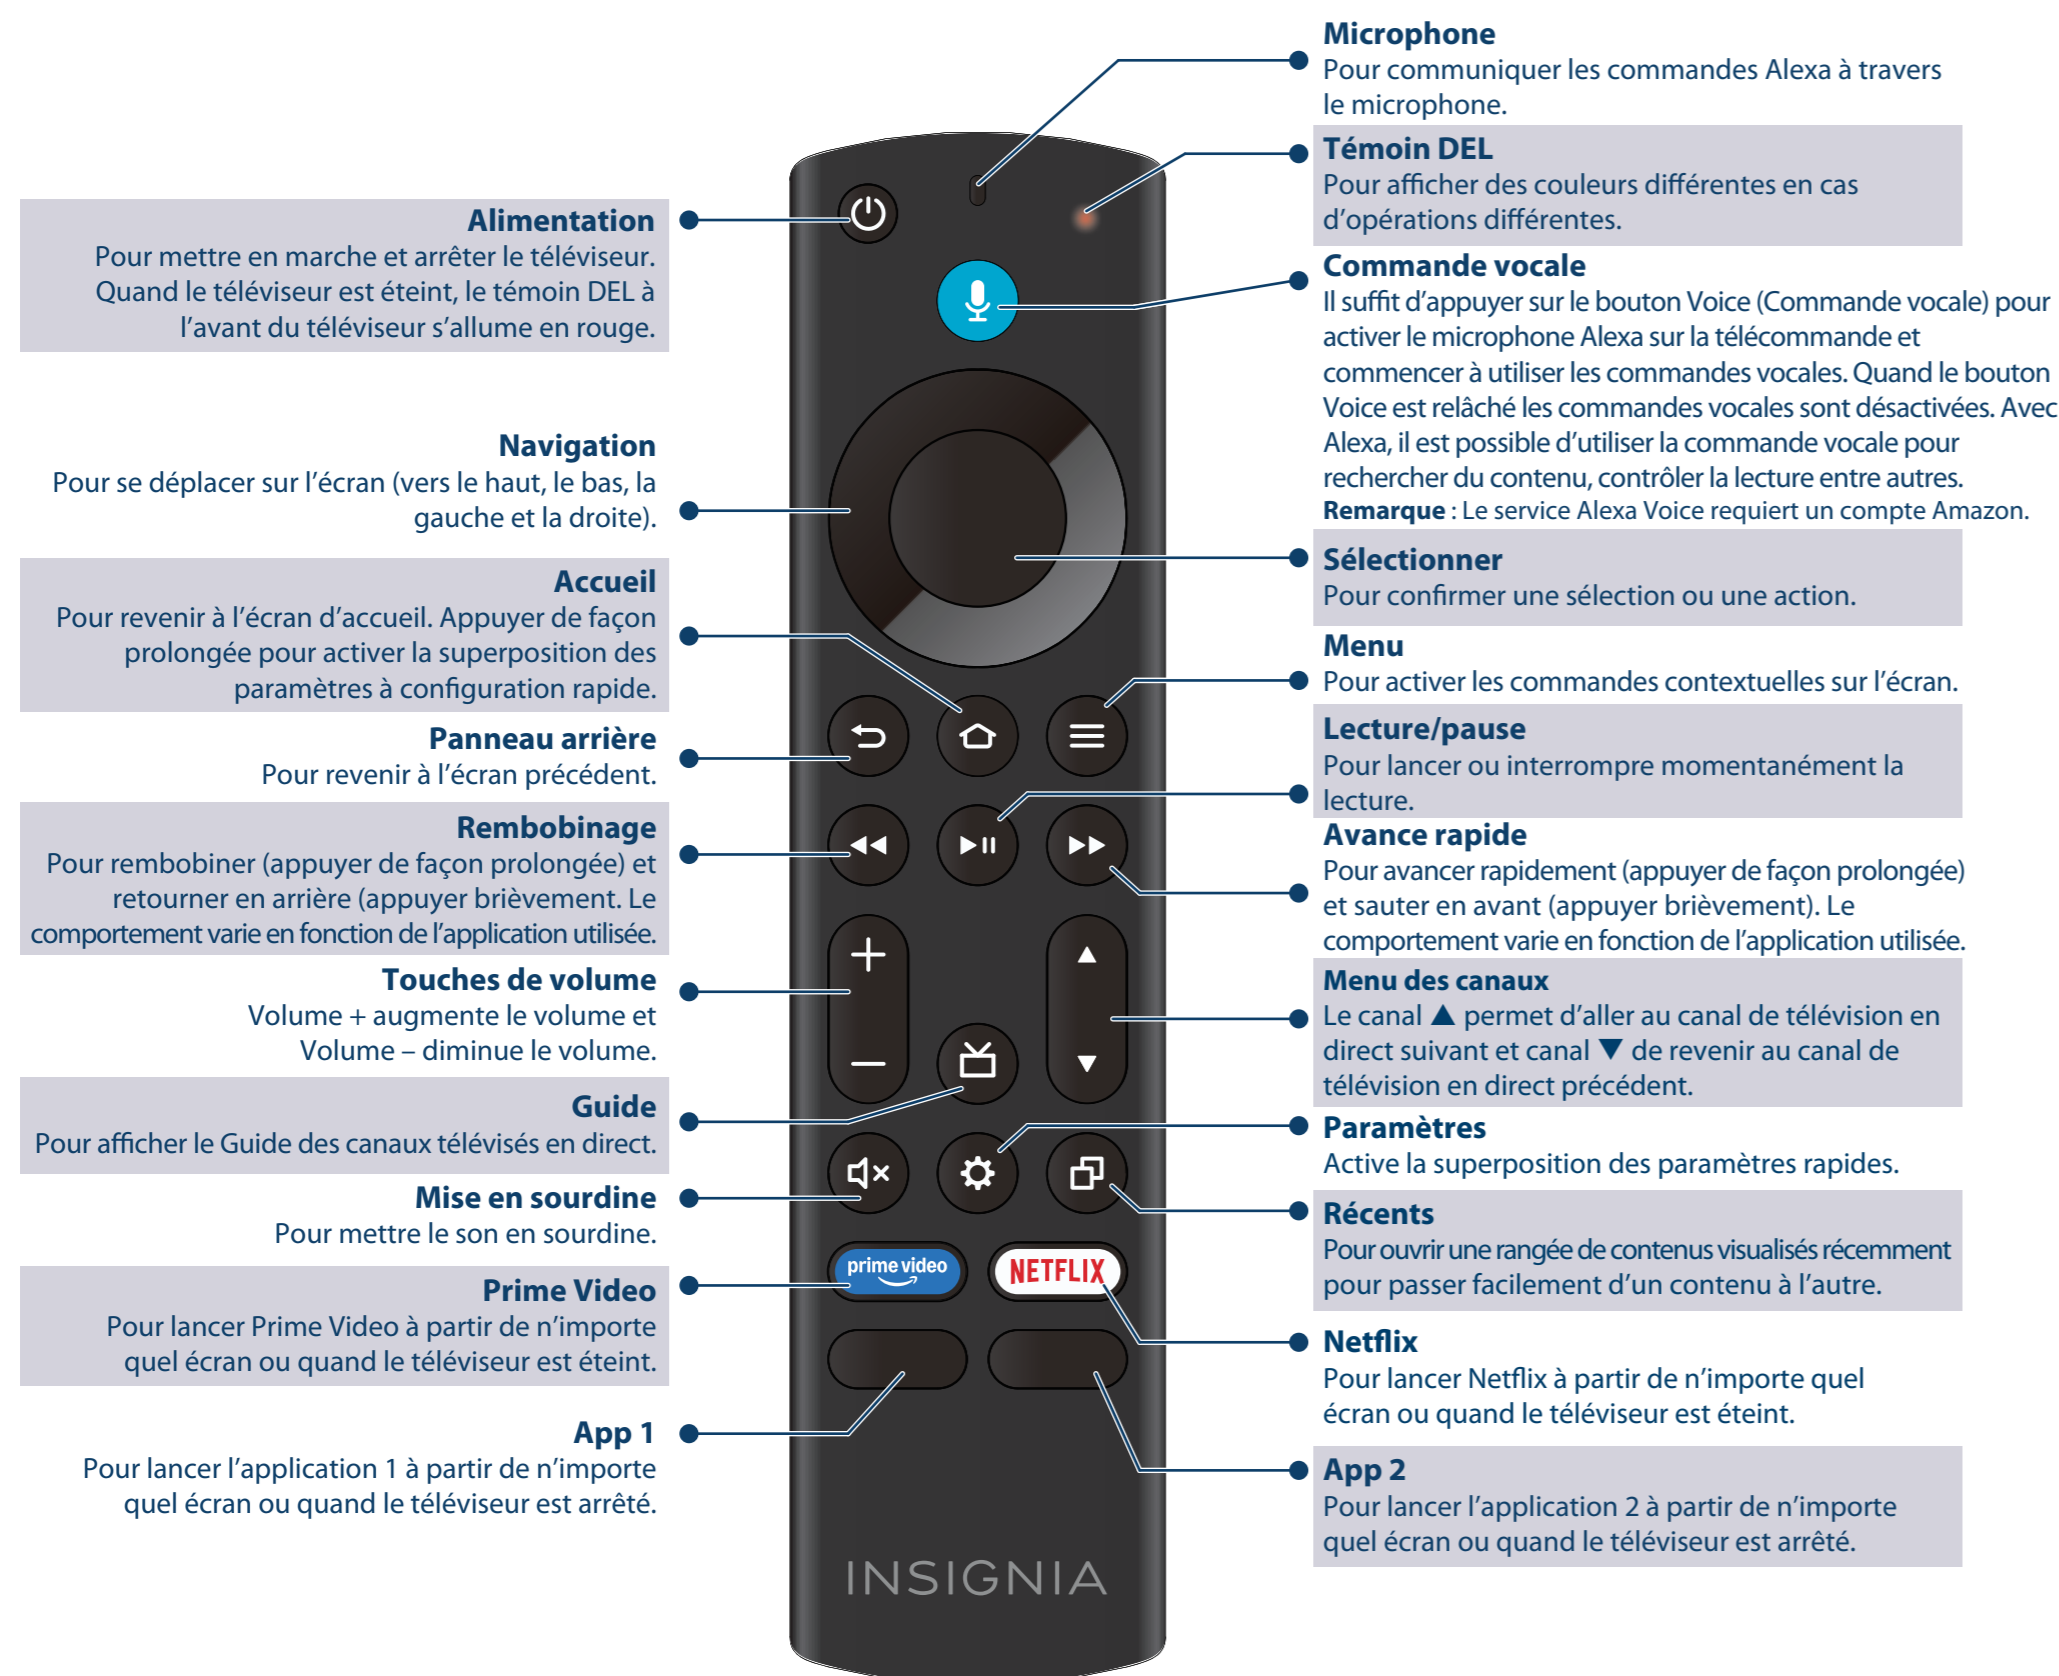 Alimentation
Pour mettre en marche et arrêter le téléviseur.
Quand le téléviseur est éteint, le témoin DEL à
l’avant du téléviseur s’allume en rouge.
Navigation
Pour se déplacer sur l’écran (vers le haut, le bas, la
gauche et la droite).
Accueil
Pour revenir à l’écran d’accueil. Appuyer de façon
prolongée pour activer la superposition des
paramètres à configuration rapide.
Panneau arrière
Pour revenir à l’écran précédent.
Rembobinage
Pour rembobiner (appuyer de façon prolongée) et
retourner en arrière (appuyer brièvement. Le
comportement varie en fonction de l’application utilisée.
Touches de volume
Volume + augmente le volume et
Volume – diminue le volume.
Guide
Pour afficher le Guide des canaux télévisés en direct.
Mise en sourdine
Pour mettre le son en sourdine.
Prime Video
Pour lancer Prime Video à partir de n’importe
quel écran ou quand le téléviseur est éteint.
App 1
Pour lancer l’application 1 à partir de n’importe
quel écran ou quand le téléviseur est arrêté.
prime video
NETFLIX
INSIGNIA
Microphone
Pour communiquer les commandes Alexa à travers
le microphone.
Témoin DEL
Pour afficher des couleurs différentes en cas
d’opérations différentes.
Commande vocale
Il suffit d'appuyer sur le bouton Voice (Commande vocale) pour
activer le microphone Alexa sur la télécommande et
commencer à utiliser les commandes vocales. Quand le bouton
Voice est relâché les commandes vocales sont désactivées. Avec
Alexa, il est possible d’utiliser la commande vocale pour
rechercher du contenu, contrôler la lecture entre autres.
Remarque : Le service Alexa Voice requiert un compte Amazon.
Sélectionner
Pour confirmer une sélection ou une action.
Menu
Pour activer les commandes contextuelles sur l’écran.
Lecture/pause
Pour lancer ou interrompre momentanément la
lecture.
Avance rapide
Pour avancer rapidement (appuyer de façon prolongée)
et sauter en avant (appuyer brièvement). Le
comportement varie en fonction de l’application utilisée.
Menu des canaux
Le canal ▲ permet d’aller au canal de télévision en
direct suivant et canal ▼ de revenir au canal de
télévision en direct précédent.
Paramètres
Active la superposition des paramètres rapides.
Récents
Pour ouvrir une rangée de contenus visualisés récemment
pour passer facilement d’un contenu à l’autre.
Netflix
Pour lancer Netflix à partir de n’importe quel
écran ou quand le téléviseur est éteint.
App 2
Pour lancer l’application 2 à partir de n’importe
quel écran ou quand le téléviseur est arrêté.